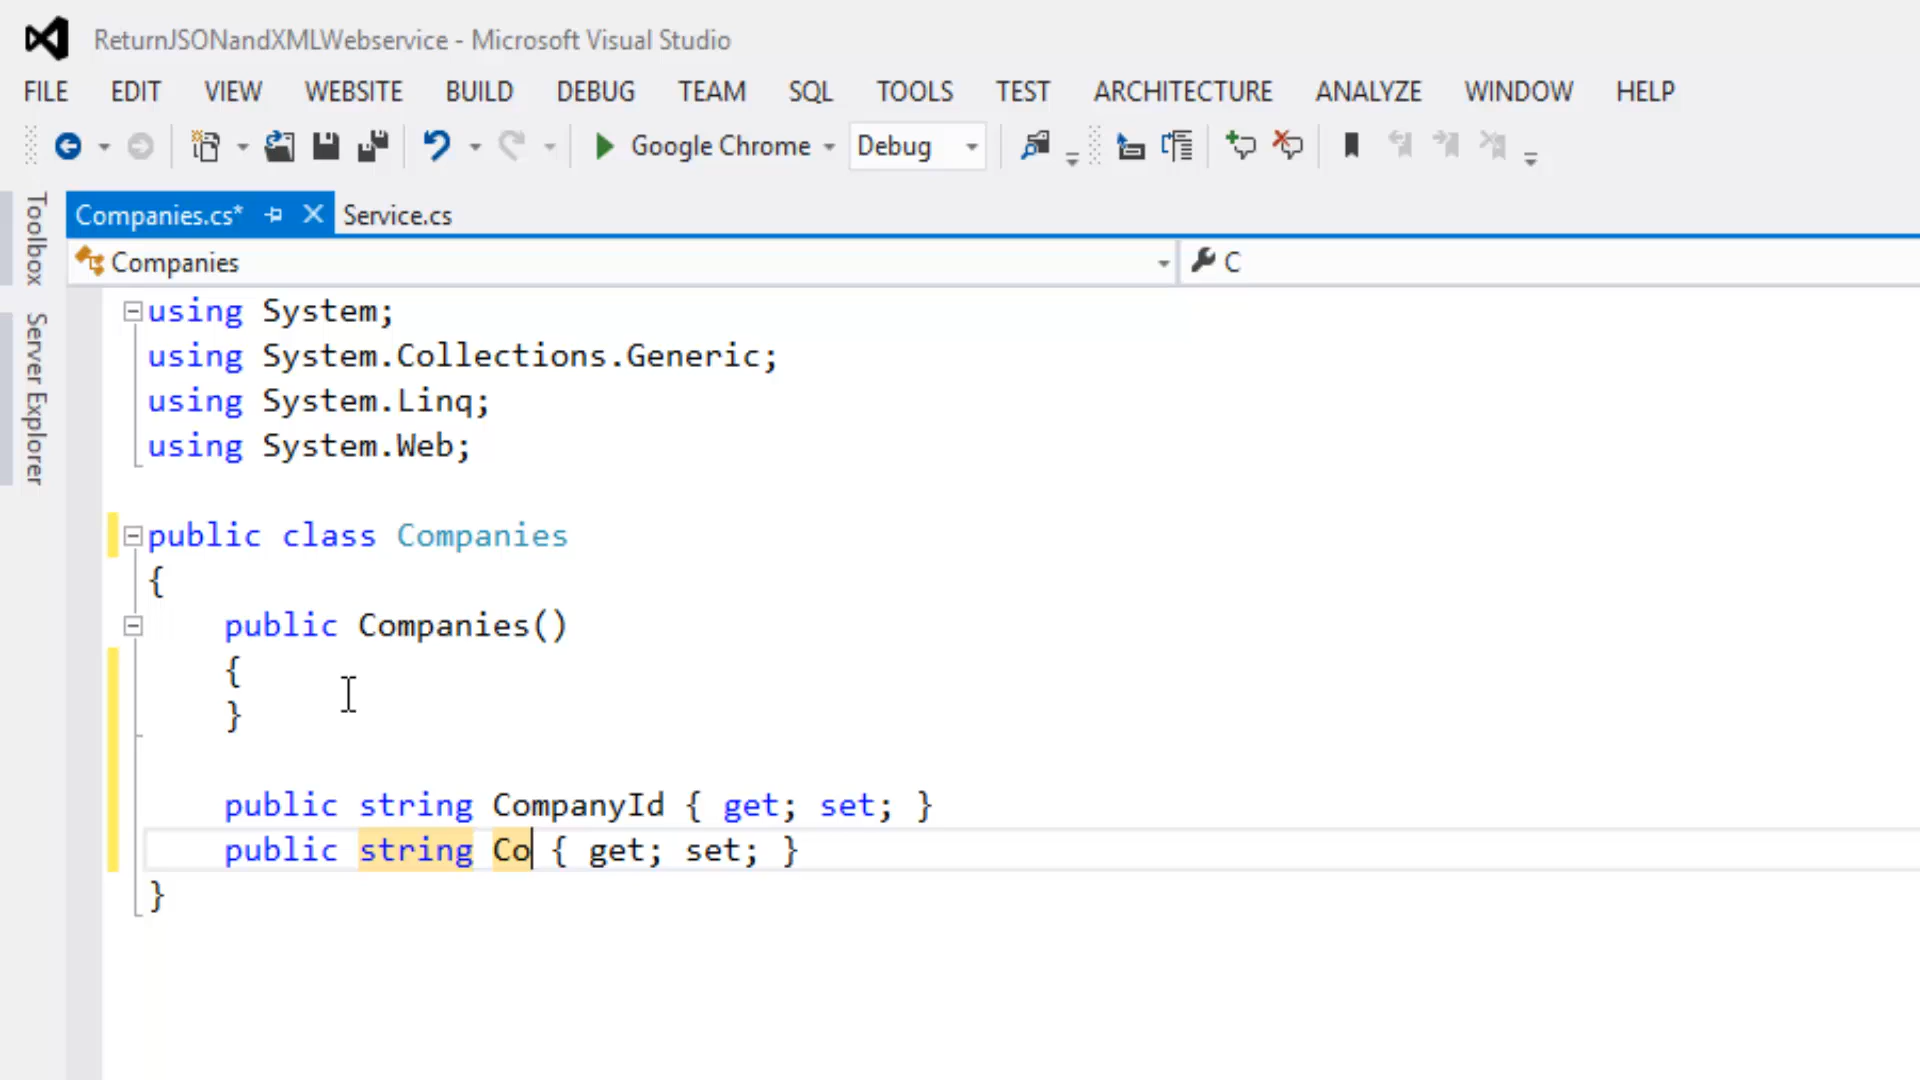 ReturnJSONandXMLWebservice - Microsoft Visual Studio
FILE EDIT VIEW WEBSITE BUILD DEBUG TEAM SQL TOOLS TEST ARCHITECTURE ANALYZE WINDOW HELP
Google Chrome Debug
Toolbox
Server Explorer
Companies.cs* Service.cs
Companies C
using System;
using System.Collections.Generic;
using System.Linq;
using System.Web;
public class Companies
{
public Companies()
{
}
public string CompanyId { get; set; }
public string Co { get; set; }
}